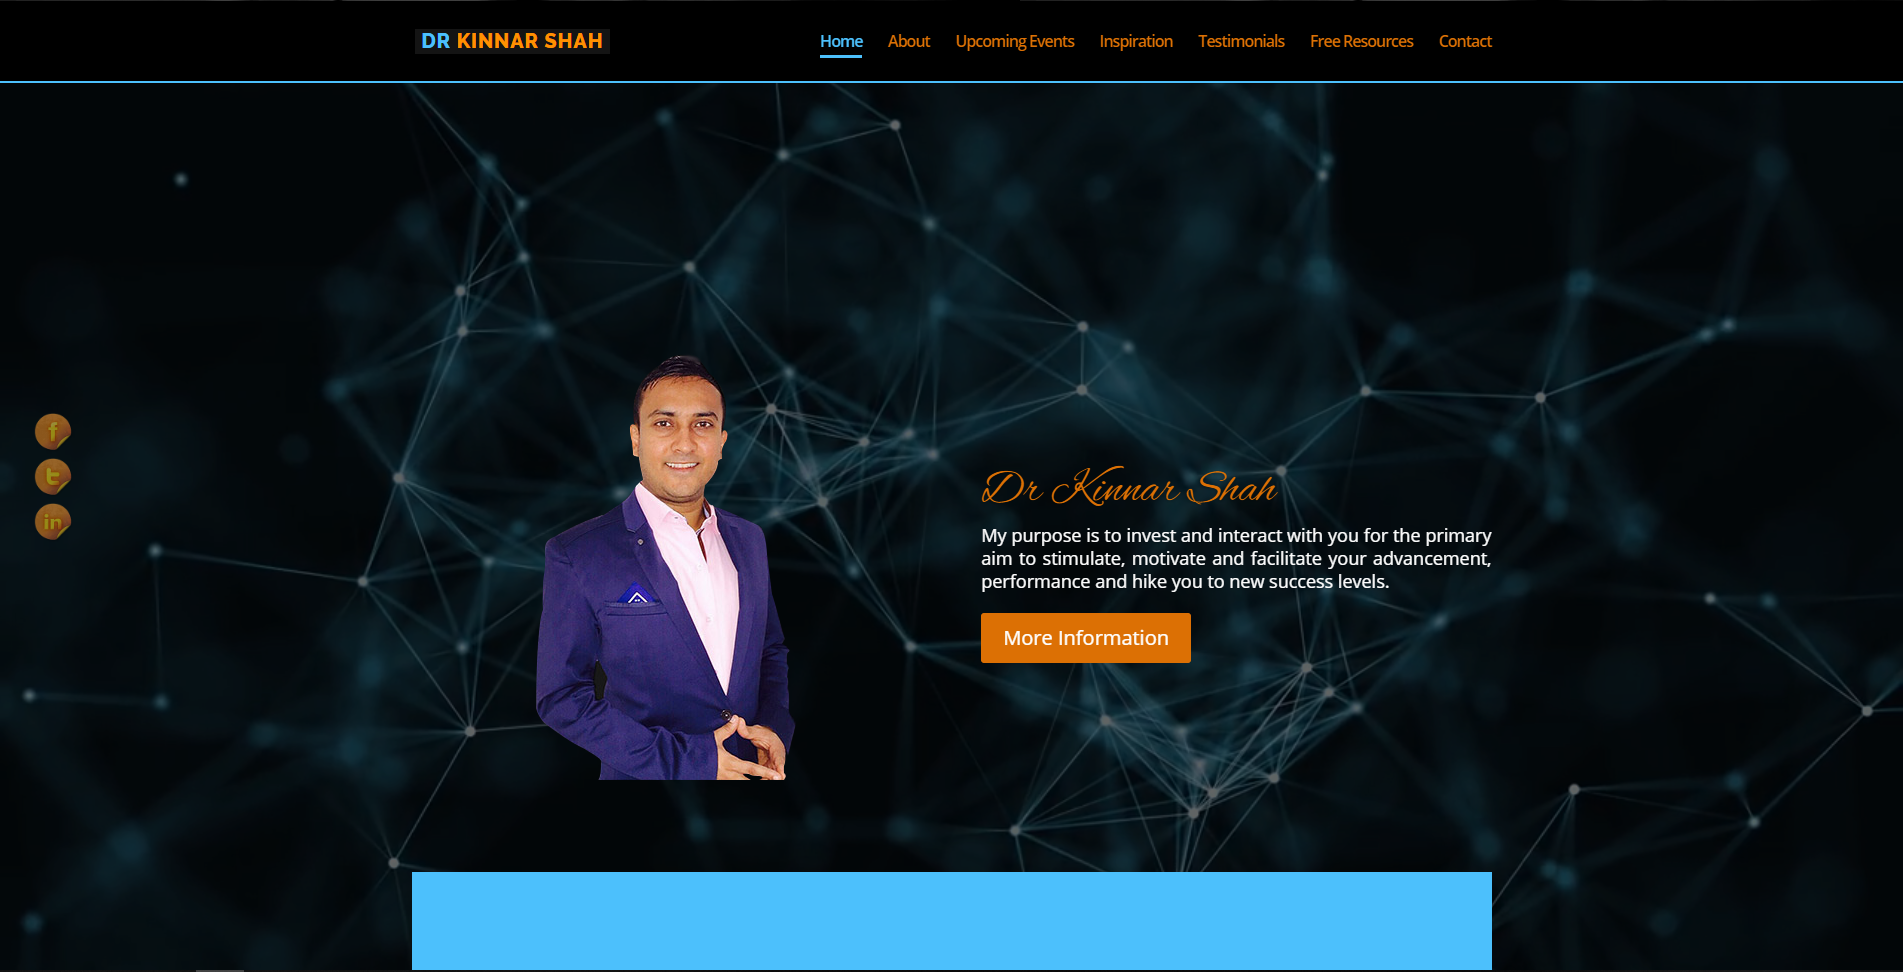 DR KINNAR SHAH
Home About Upcoming Events Inspiration Testimonials Free Resources Contact
f
t
in
Dr Kinnar Shah
My purpose is to invest and interact with you for the primary
aim to stimulate, motivate and facilitate your advancement,
performance and hike you to new success levels.
More Information